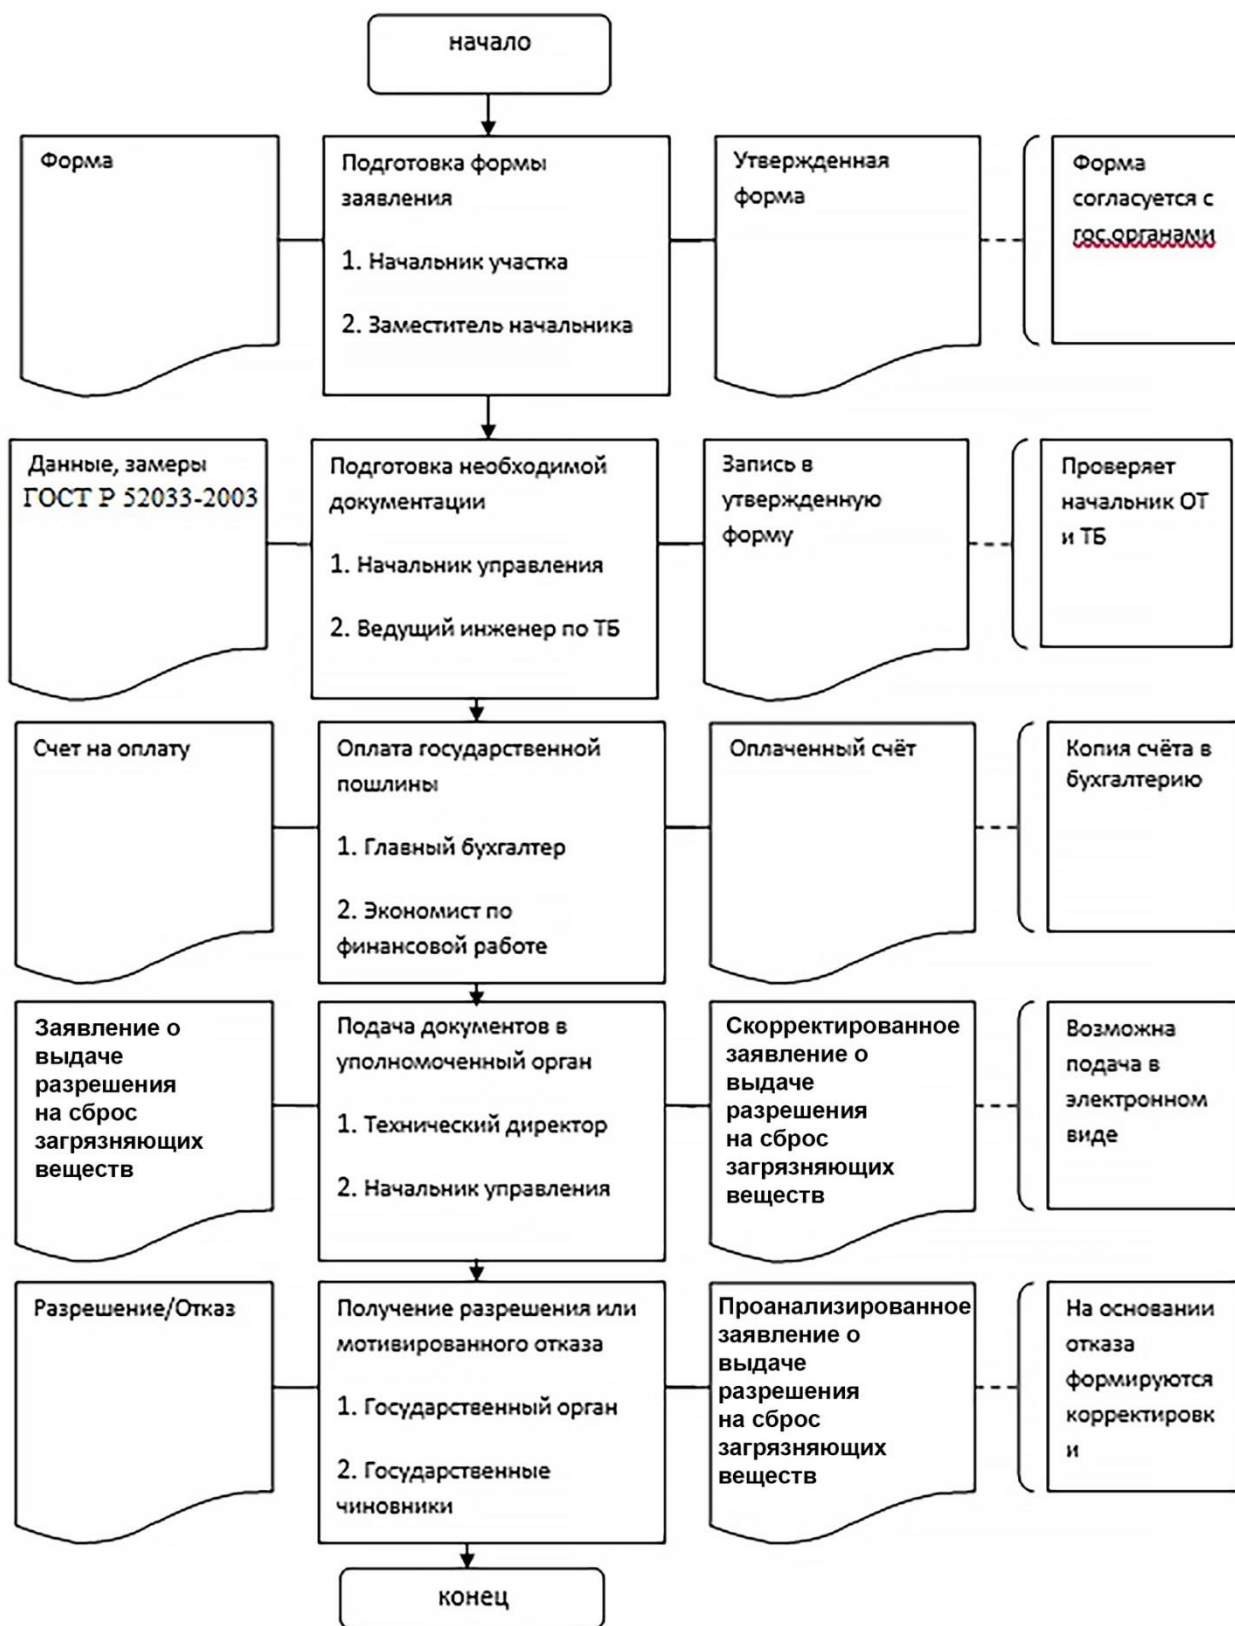 начало
Форма
Подготовка формы
заявления
1. Начальник участка
2. Заместитель начальника
Утвержденная
форма
Форма
согласуется с
гос.органами
Данные, замеры
ГОСТ Р 52033-2003
Подготовка необходимой
документации
1. Начальник управления
2. Ведущий инженер по ТБ
Запись в
утвержденную
форму
Проверяет
начальник ОТ
и ТБ
Счет на оплату
Оплата государственной
пошлины
1. Главный бухгалтер
2. Экономист по
финансовой работе
Оплаченный счёт
Копия счёта в
бухгалтерию
Заявление о
выдаче
разрешения
на сброс
загрязняющих
веществ
Подача документов в
уполномоченный орган
1. Технический директор
2. Начальник управления
Скорректированное
заявление о
выдаче
разрешения
на сброс
загрязняющих
веществ
Возможна
подача в
электронном
виде
Разрешение/Отказ
Получение разрешения или
мотивированного отказа
1. Государственный орган
2. Государственные
чиновники
Проанализированное
заявление о
выдаче
разрешения
на сброс
загрязняющих
веществ
На основании
отказа
формируются
корректировк
и
конец